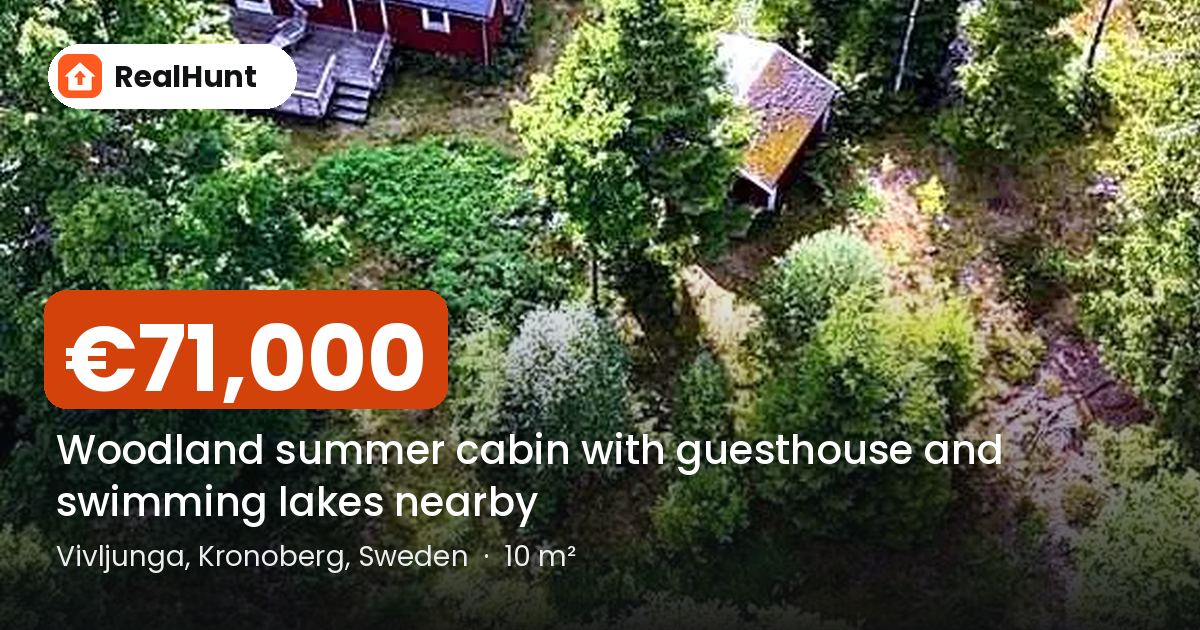 RealHunt
€71,000
Woodland summer cabin with guesthouse and
swimming lakes nearby
Vivljunga, Kronoberg, Sweden · 10 m²